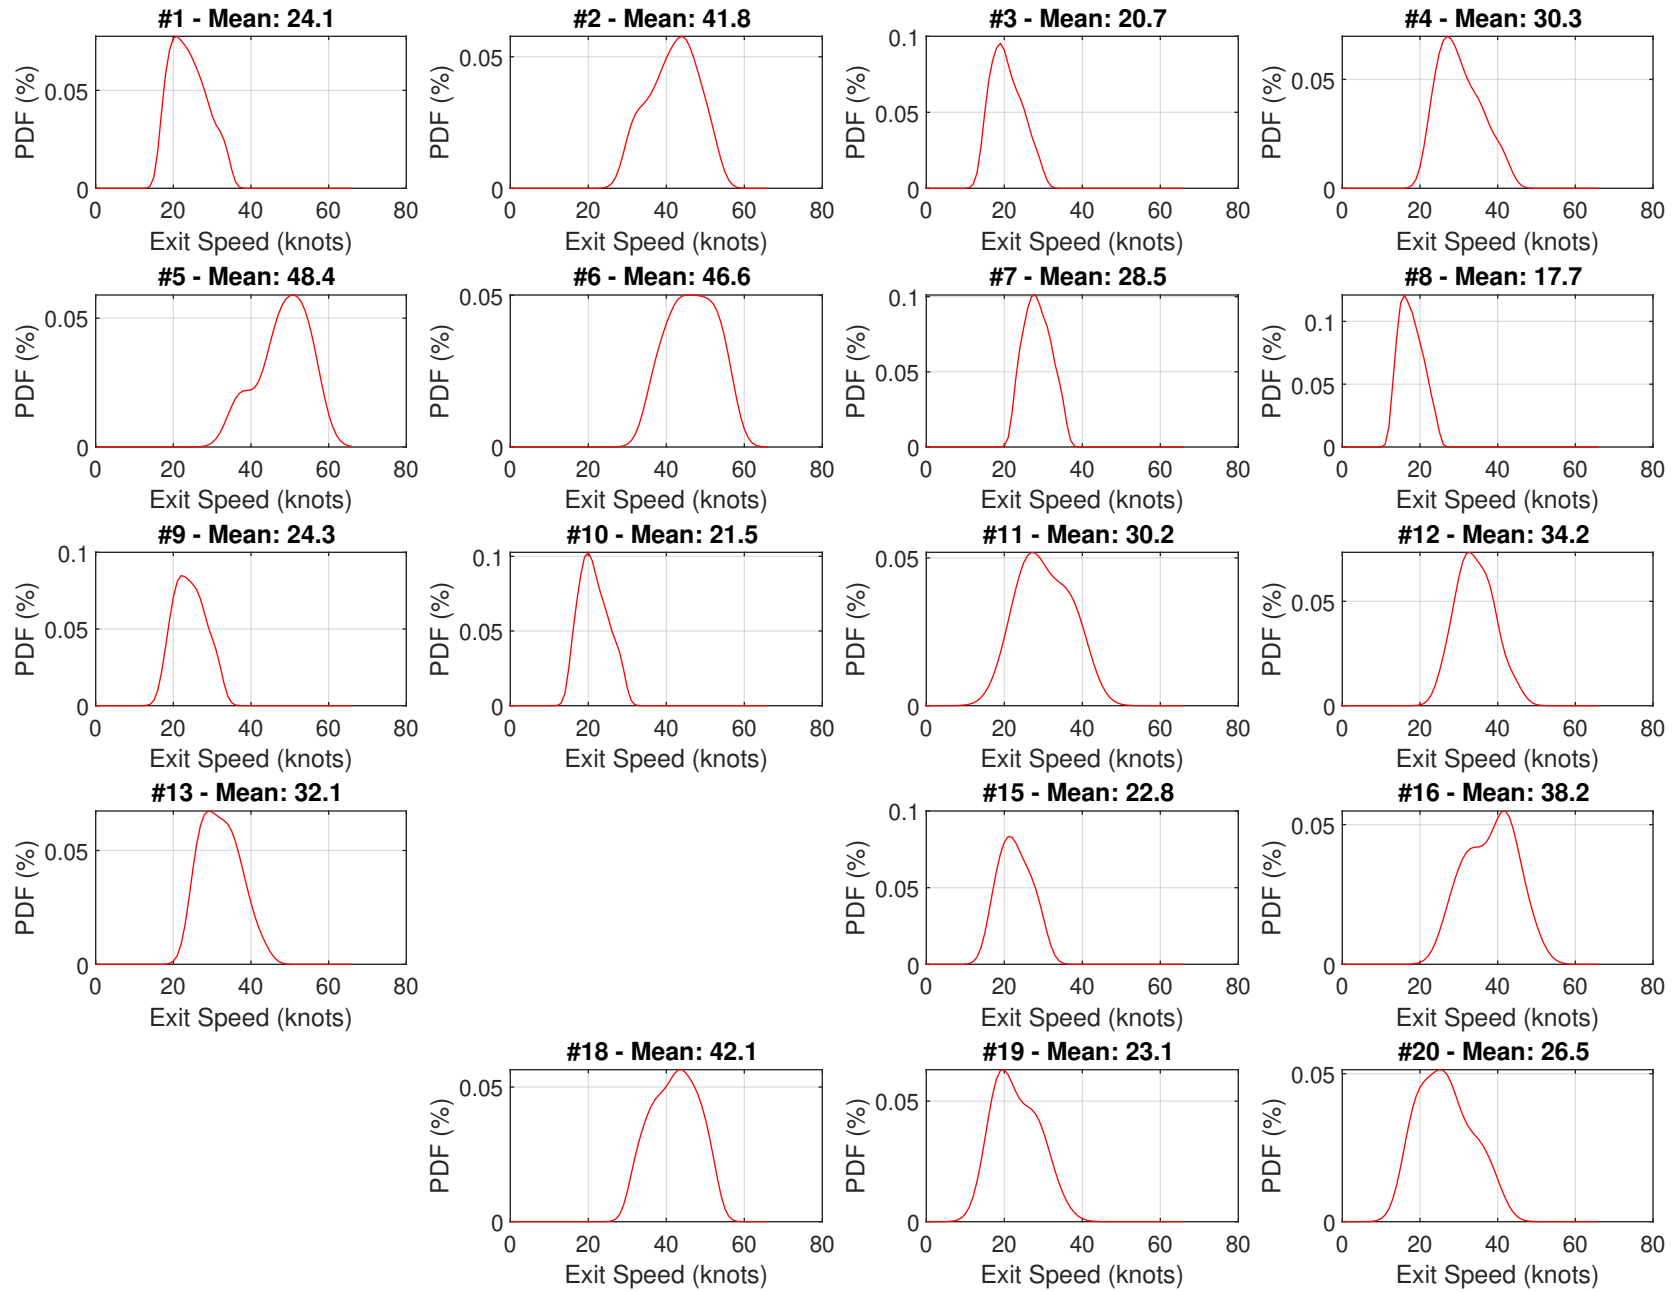 #1 - Mean: 24.1
PDF (%)
0.05
0
0 20 40 60 80
Exit Speed (knots)
#2 - Mean: 41.8
PDF (%)
0.05
0
0 20 40 60 80
Exit Speed (knots)
#3 - Mean: 20.7
PDF (%)
0.1
0.05
0
0 20 40 60 80
Exit Speed (knots)
#4 - Mean: 30.3
PDF (%)
0.05
0
0 20 40 60 80
Exit Speed (knots)
#5 - Mean: 48.4
PDF (%)
0.05
0
0 20 40 60 80
Exit Speed (knots)
#6 - Mean: 46.6
PDF (%)
0.05
0
0 20 40 60 80
Exit Speed (knots)
#7 - Mean: 28.5
PDF (%)
0.1
0.05
0
0 20 40 60 80
Exit Speed (knots)
#8 - Mean: 17.7
PDF (%)
0.1
0.05
0
0 20 40 60 80
Exit Speed (knots)
#9 - Mean: 24.3
PDF (%)
0.1
0.05
0
0 20 40 60 80
Exit Speed (knots)
#10 - Mean: 21.5
PDF (%)
0.1
0.05
0
0 20 40 60 80
Exit Speed (knots)
#11 - Mean: 30.2
PDF (%)
0.05
0
0 20 40 60 80
Exit Speed (knots)
#12 - Mean: 34.2
PDF (%)
0.05
0
0 20 40 60 80
Exit Speed (knots)
#13 - Mean: 32.1
PDF (%)
0.05
0
0 20 40 60 80
Exit Speed (knots)
#15 - Mean: 22.8
PDF (%)
0.1
0.05
0
0 20 40 60 80
Exit Speed (knots)
#16 - Mean: 38.2
PDF (%)
0.05
0
0 20 40 60 80
Exit Speed (knots)
#18 - Mean: 42.1
PDF (%)
0.05
0
0 20 40 60 80
Exit Speed (knots)
#19 - Mean: 23.1
PDF (%)
0.05
0
0 20 40 60 80
Exit Speed (knots)
#20 - Mean: 26.5
PDF (%)
0.05
0
0 20 40 60 80
Exit Speed (knots)